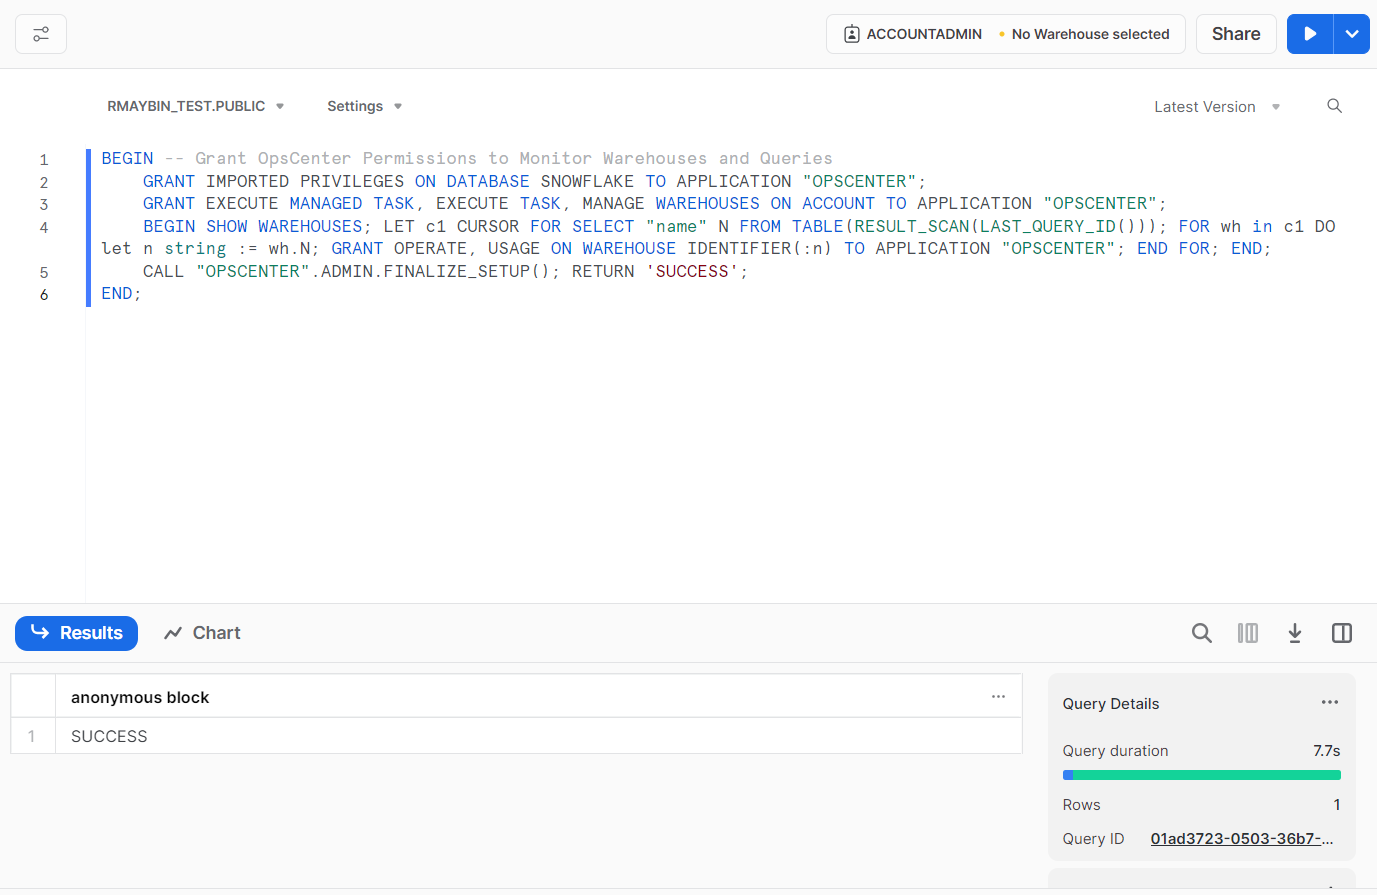 ACCOUNTADMIN No Warehouse selected Share
RMAYBIN_TEST.PUBLIC Settings Latest Version
1 BEGIN -- Grant OpsCenter Permissions to Monitor Warehouses and Queries
2 GRANT IMPORTED PRIVILEGES ON DATABASE SNOWFLAKE TO APPLICATION "OPSCENTER";
3 GRANT EXECUTE MANAGED TASK, EXECUTE TASK, MANAGE WAREHOUSES ON ACCOUNT TO APPLICATION "OPSCENTER";
4 BEGIN SHOW WAREHOUSES; LET c1 CURSOR FOR SELECT "name" N FROM TABLE(RESULT_SCAN(LAST_QUERY_ID())); FOR wh in c1 DO
let n string := wh.N; GRANT OPERATE, USAGE ON WAREHOUSE IDENTIFIER(:n) TO APPLICATION "OPSCENTER"; END FOR; END;
5 CALL "OPSCENTER".ADMIN.FINALIZE_SETUP(); RETURN 'SUCCESS';
6 END;
Results Chart
anonymous block ...
1 SUCCESS
Query Details ...
Query duration 7.7s
Rows 1
Query ID 01ad3723-0503-36b7-...